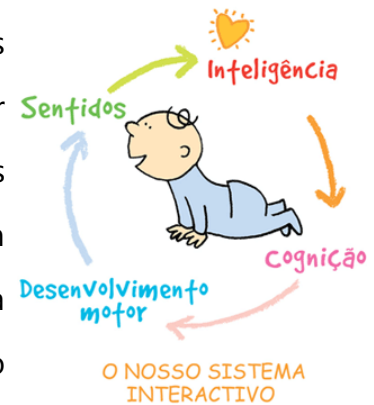 Inteligência
Sentidos
Cognição
Desenvolvimento
motor
O NOSSO SISTEMA
INTERACTIVO